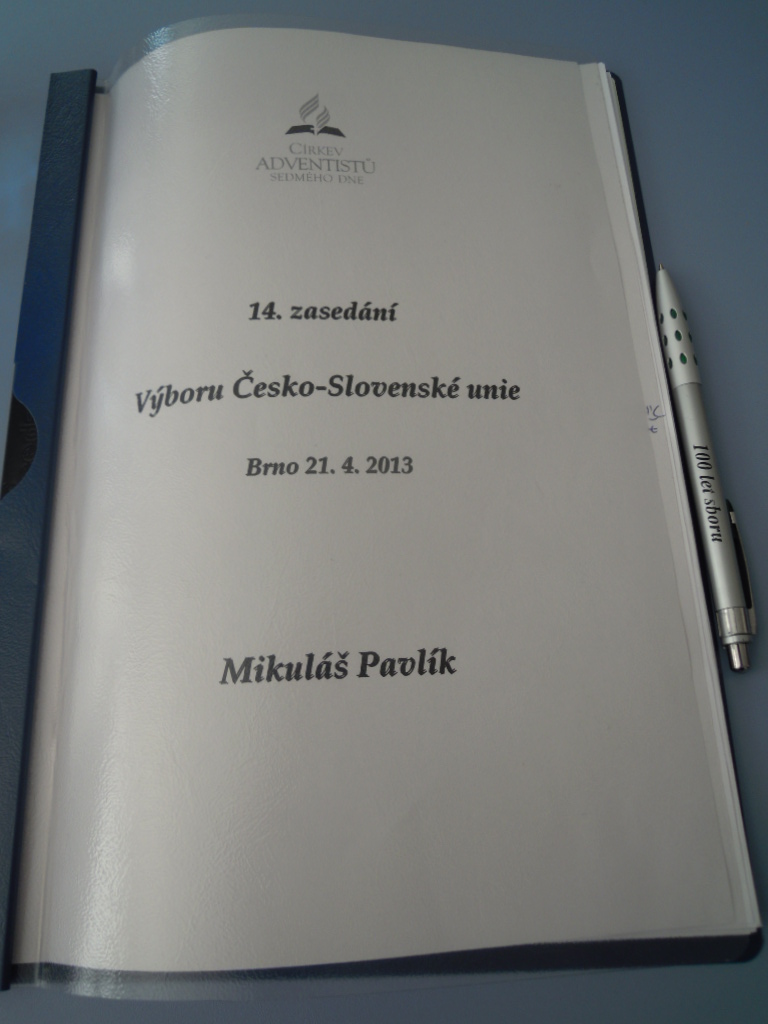 CÍRKEV
ADVENTISTŮ
SEDMÉHO DNE
14. zasedání
Výboru Česko-Slovenské unie
Brno 21. 4. 2013
Mikuláš Pavlík
100 let sboru